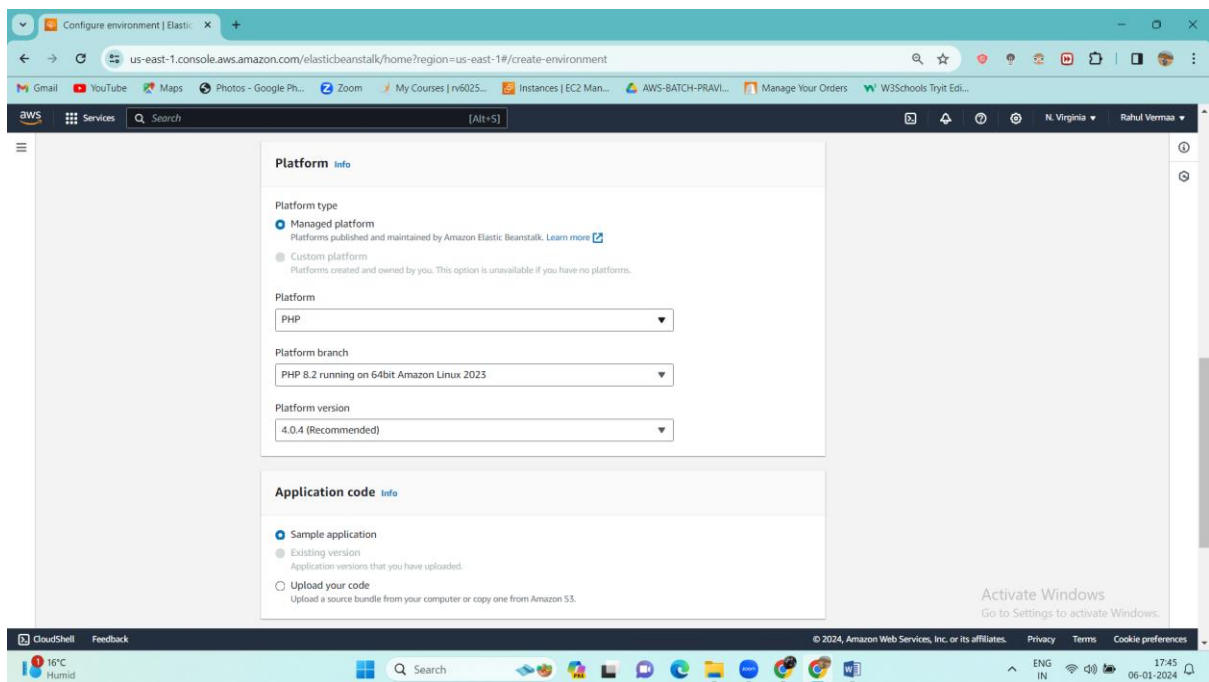 Configure environment | Elastic
us-east-1.console.aws.amazon.com/elasticbeanstalk/home?region=us-east-1#/create-environment
Gmail YouTube Maps Photos - Google Ph... Zoom My Courses | rv6025... Instances | EC2 Man... AWS-BATCH-PRAVI... Manage Your Orders W3Schools Tryit Edi...
aws Services Search [Alt+S] N. Virginia Rahul Vermaa
Platform Info
Platform type
Managed platform
Platforms published and maintained by Amazon Elastic Beanstalk. Learn more
Custom platform
Platforms created and owned by you. This option is unavailable if you have no platforms.
Platform
PHP
Platform branch
PHP 8.2 running on 64bit Amazon Linux 2023
Platform version
4.0.4 (Recommended)
Application code Info
Sample application
Existing version
Application versions that you have uploaded.
Upload your code
Upload a source bundle from your computer or copy one from Amazon S3.
Activate Windows
Go to Settings to activate Windows.
CloudShell Feedback © 2024, Amazon Web Services, Inc. or its affiliates. Privacy Terms Cookie preferences
1 16°C Search ENG 17:45
Humid IN 06-01-2024